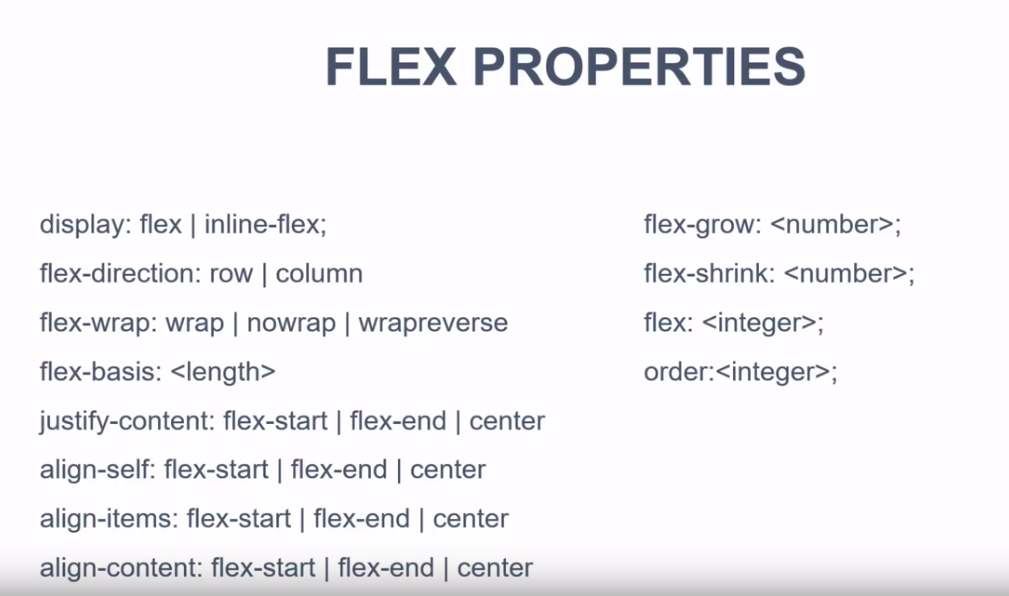 FLEX PROPERTIES
display: flex | inline-flex;
flex-direction: row | column
flex-wrap: wrap | nowrap | wrapreverse
flex-basis: <length>
justify-content: flex-start | flex-end | center
align-self: flex-start | flex-end | center
align-items: flex-start | flex-end | center
align-content: flex-start | flex-end | center
flex-grow: <number>;
flex-shrink: <number>;
flex: <integer>;
order:<integer>;